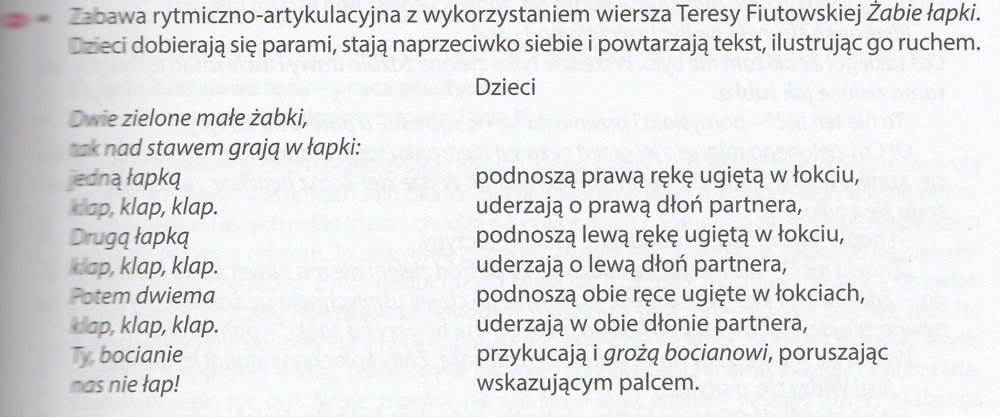 Zabawa rytmiczno-artykulacyjna z wykorzystaniem wiersza Teresy Fiutowskiej Żabie łapki.
Dzieci dobierają się parami, stają naprzeciwko siebie i powtarzają tekst, ilustrując go ruchem.
Dzieci
Dwie zielone małe żabki,
tak nad stawem grają w łapki:
jedną łapką podnoszą prawą rękę ugiętą w łokciu,
klap, klap, klap. uderzają o prawą dłoń partnera,
Drugą łapką podnoszą lewą rękę ugiętą w łokciu,
klap, klap, klap. uderzają o lewą dłoń partnera,
Potem dwiema podnoszą obie ręce ugięte w łokciach,
klap, klap, klap. uderzają w obie dłonie partnera,
Ty, bocianie przykucają i grożą bocianowi, poruszając
nas nie łap! wskazującym palcem.